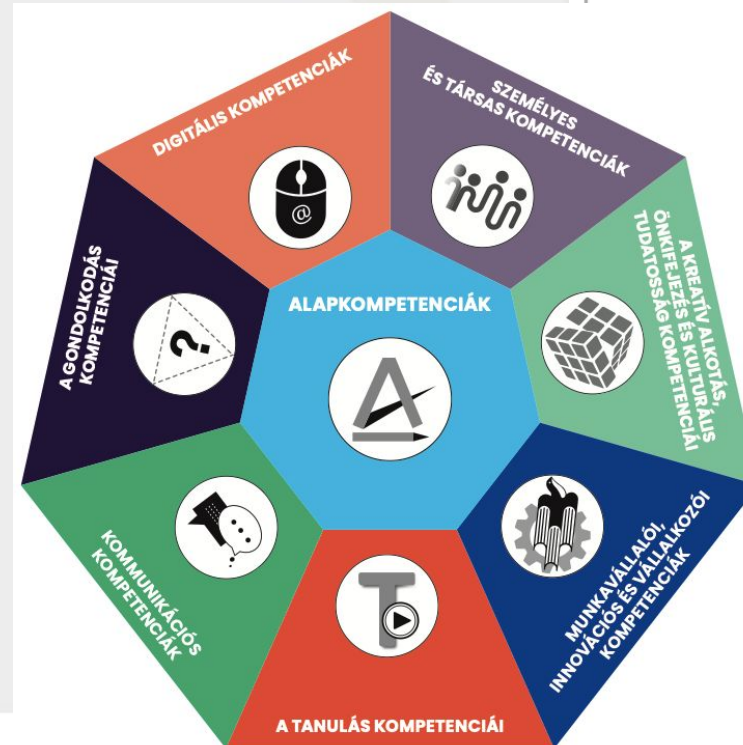 DIGITÁLIS KOMPETENCIÁK
@
SZEMÉLYES
ÉS TÁRSAS KOMPETENCIÁK
A KREATÍV ALKOTÁS,
ÖNKIFEJEZÉS ÉS KULTURÁLIS
TUDATOSSÁG KOMPETENCIÁI
A GONDOLKODÁS
KOMPETENCIÁI
?
ALAPKOMPETENCIÁK
A
KOMMUNIKÁCIÓS
KOMPETENCIÁK
MUNKAVÁLLALÓI,
INNOVÁCIÓS ÉS VÁLLALKOZÓI
KOMPETENCIÁK
T
A TANULÁS KOMPETENCIÁI